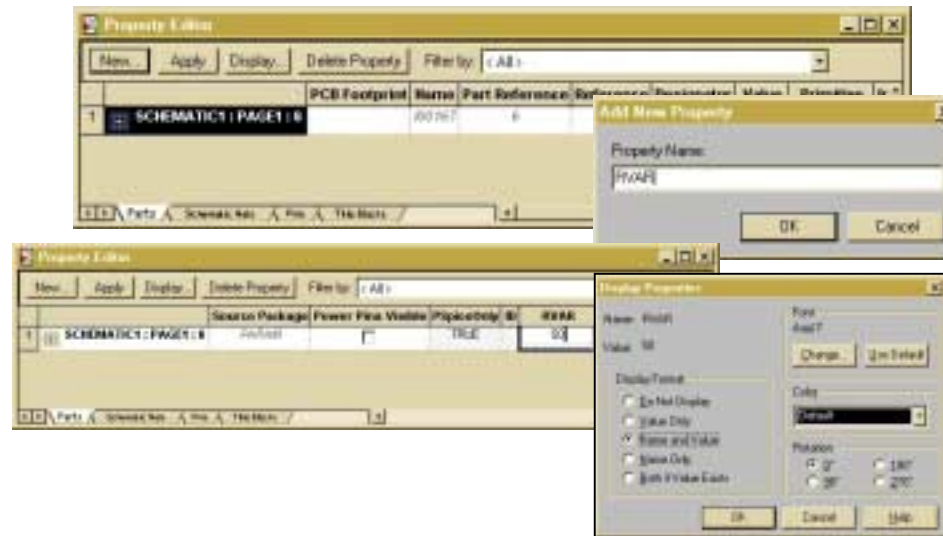 Property Editor
New... Apply Display... Delete Property Filter by: < All >
PCB Footprint Name Part Reference Reference Designator Value
1 SCHEMATIC1 : PAGE1 : 6 6
Parts Schematic Nets Pins Title Blocks
Add New Property
Property Name:
RVAR
OK Cancel
Property Editor
New... Apply Display... Delete Property Filter by: < All >
Source Package Power Pins Visible PSpiceOnly ID RVAR
1 SCHEMATIC1 : PAGE1 : 6 TRUE
Parts Schematic Nets Pins Title Blocks
Display Properties
Name: RVAR
Value:
Font
Change... Use Default
Display Format
Do Not Display
Value Only
Name and Value
Name Only
Both if Value Exists
Color
Default
Rotation
0° 180°
90° 270°
OK Cancel Help